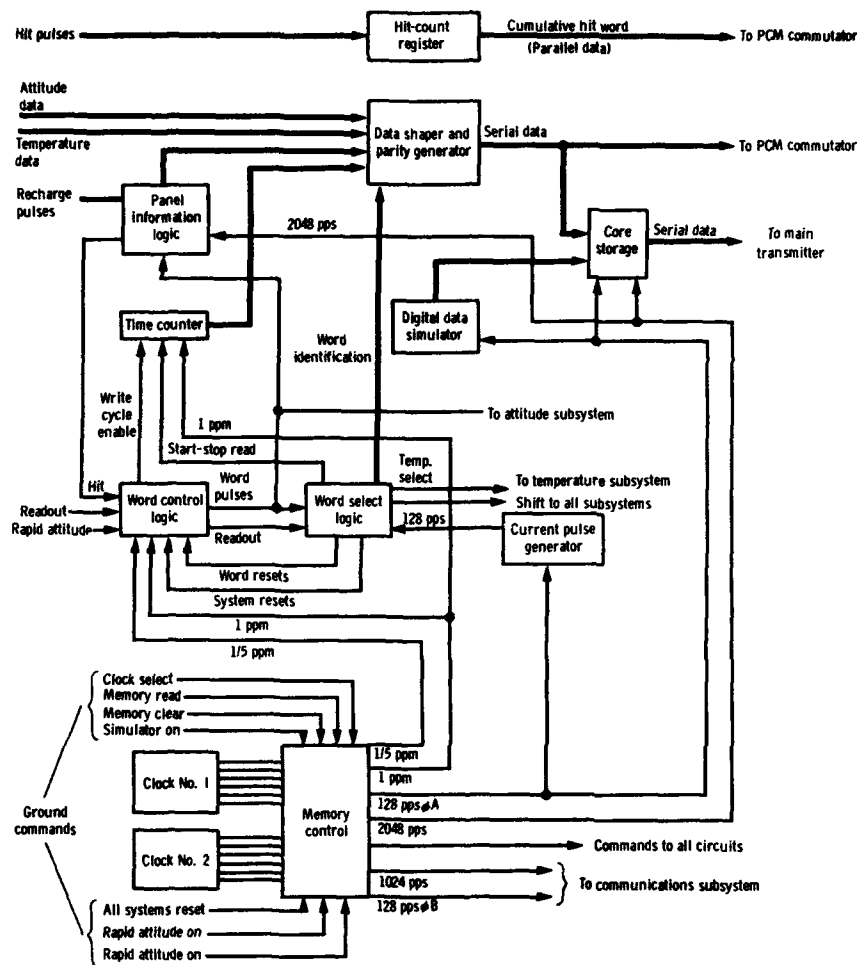 Hit pulses
Hit-count
register
Cumulative hit word
(Parallel data)
To PCM commutator
Attitude
data
Temperature
data
Data shaper and
parity generator
Serial data
To PCM commutator
Recharge
pulses
Panel
information
logic
2048 pps
Core
storage
Serial data
To main
transmitter
Time counter
Digital data
simulator
Word
identification
Write
cycle
enable
1 ppm
To attitude subsystem
Start-stop read
Temp.
select
Hit
Word
pulses
Word control
logic
Word select
logic
To temperature subsystem
Shift to all subsystems
Readout
Rapid attitude
Readout
128 pps
Current pulse
generator
Word resets
System resets
1 ppm
1/5 ppm
Clock select
Memory read
Memory clear
Simulator on
Clock No. 1
Memory
control
1/5 ppm
1 ppm
128 pps ϕA
2048 pps
Ground
commands
Clock No. 2
Commands to all circuits
1024 pps
128 pps ϕB
To communications subsystem
All systems reset
Rapid attitude on
Rapid attitude on